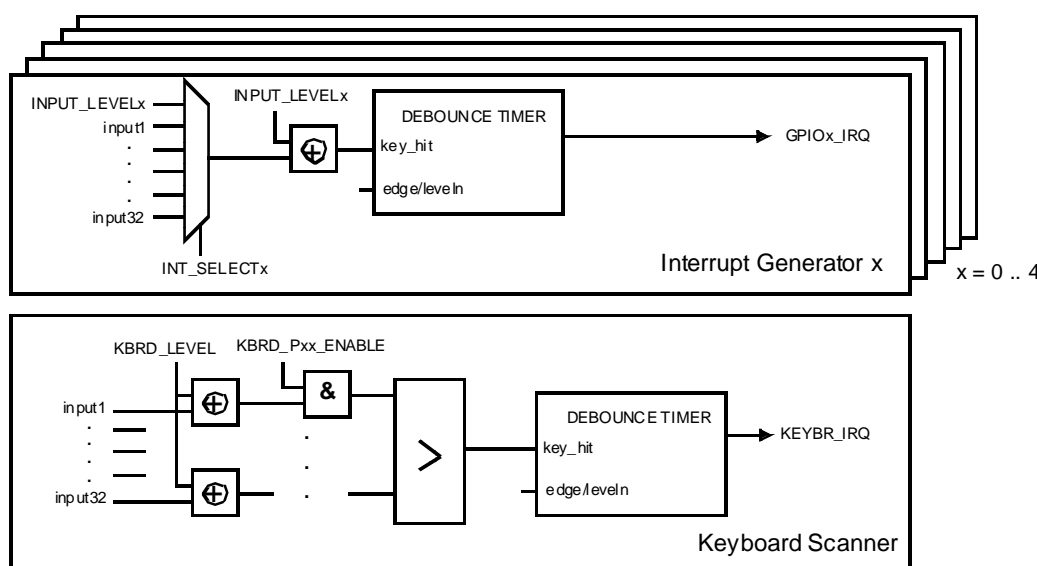 INPUT_LEVELx
INPUT_LEVELx
DEBOUNCE TIMER
input1
key_hit
GPIOx_IRQ
edge/leveln
input32
INT_SELECTx
Interrupt Generator x
x = 0 .. 4
KBRD_LEVEL
KBRD_Pxx_ENABLE
&
input1
DEBOUNCE TIMER
KEYBR_IRQ
>
key_hit
edge/leveln
input32
Keyboard Scanner